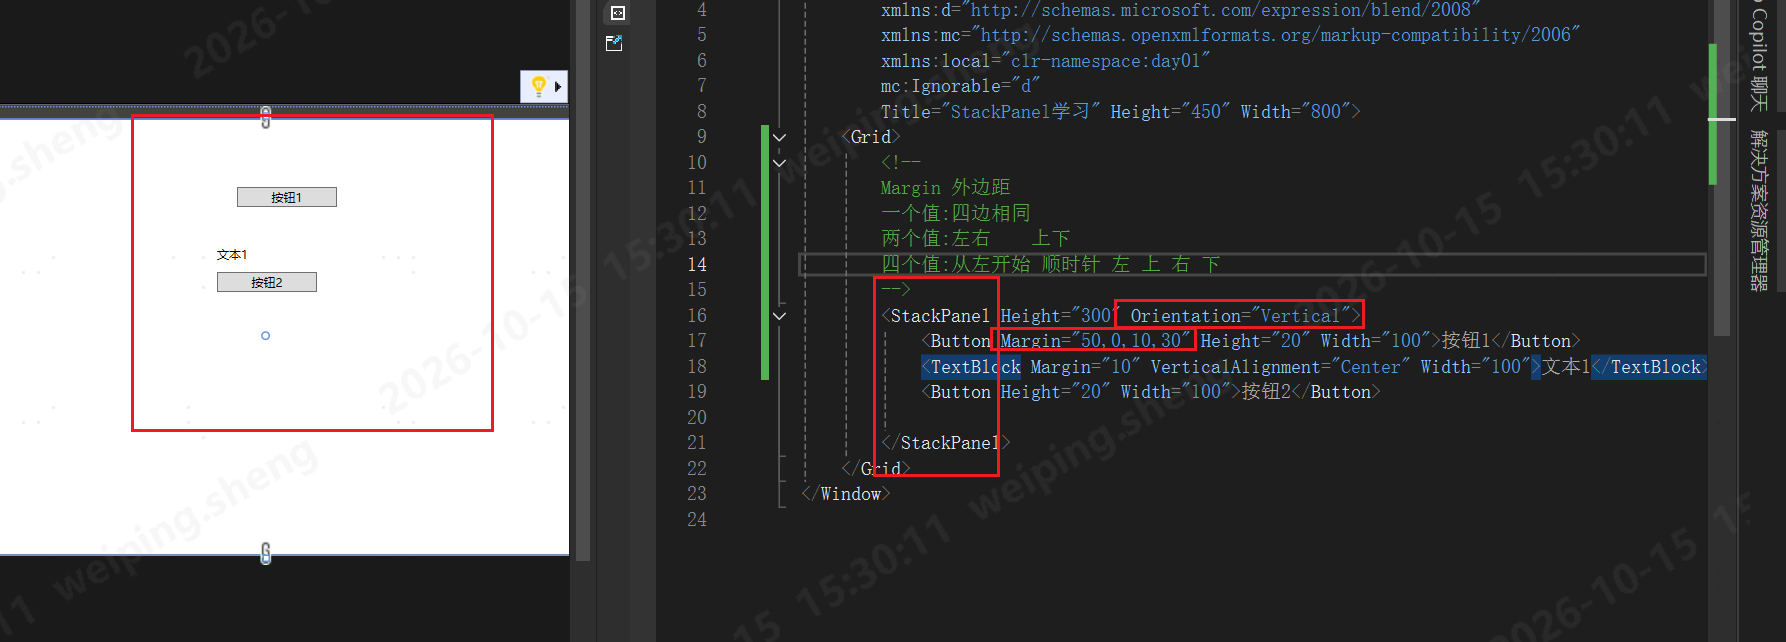 按钮1
文本1
按钮2
4 xmlns:d="http://schemas.microsoft.com/expression/blend/2008"
5 xmlns:mc="http://schemas.openxmlformats.org/markup-compatibility/2006"
6 xmlns:local="clr-namespace:day01"
7 mc:Ignorable="d"
8 Title="StackPanel学习" Height="450" Width="800">
9 <Grid>
10 <!--
11 Margin 外边距
12 一个值:四边相同
13 两个值:左右 上下
14 四个值:从左开始 顺时针 左 上 右 下
15 -->
16 <StackPanel Height="300" Orientation="Vertical">
17 <Button Margin="50,0,10,30" Height="20" Width="100">按钮1</Button>
18 <TextBlock Margin="10" VerticalAlignment="Center" Width="100">文本1</TextBlock>
19 <Button Height="20" Width="100">按钮2</Button>
20
21 </StackPanel>
22 </Grid>
23 </Window>
24
Copilot 聊天
解决方案资源管理器
weiping.sheng 2026-10-15 15:30:11